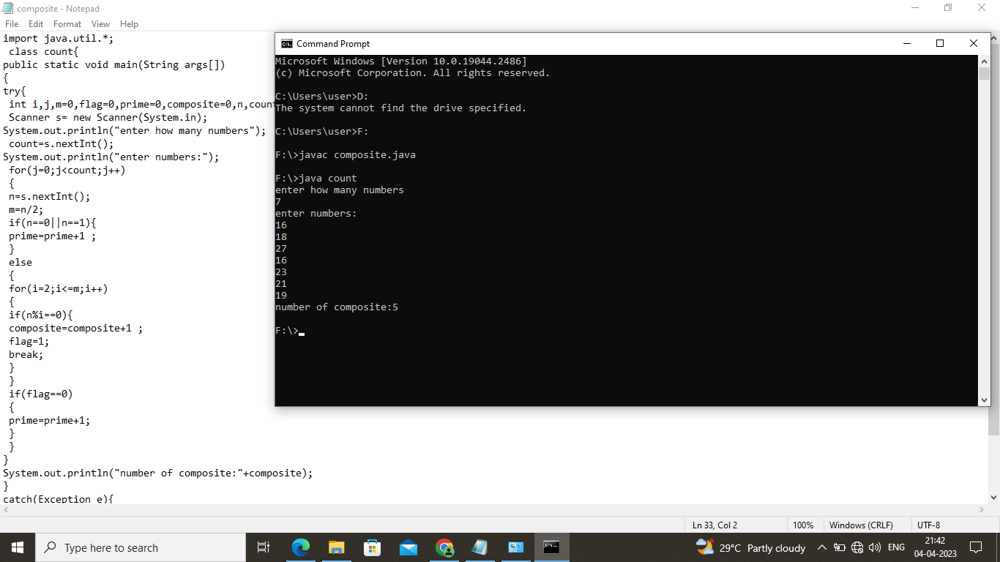 composite - Notepad
File Edit Format View Help
import java.util.*;
class count{
public static void main(String args[])
{
try{
int i,j,m=0,flag=0,prime=0,composite=0,n,count
Scanner s= new Scanner(System.in);
System.out.println("enter how many numbers");
count=s.nextInt();
System.out.println("enter numbers:");
for(j=0;j<count;j++)
{
n=s.nextInt();
m=n/2;
if(n==0||n==1){
prime=prime+1 ;
}
else
{
for(i=2;i<=m;i++)
{
if(n%i==0){
composite=composite+1 ;
flag=1;
break;
}
}
if(flag==0)
{
prime=prime+1;
}
}
}
System.out.println("number of composite:"+composite);
}
catch(Exception e){
Command Prompt
Microsoft Windows [Version 10.0.19044.2486]
(c) Microsoft Corporation. All rights reserved.
C:\Users\user>D:
The system cannot find the drive specified.
C:\Users\user>F:
F:\>javac composite.java
F:\>java count
enter how many numbers
7
enter numbers:
16
18
27
16
23
21
19
number of composite:5
F:\>
Ln 33, Col 2 100% Windows (CRLF) UTF-8
Type here to search
29°C Partly cloudy ENG 21:42
04-04-2023